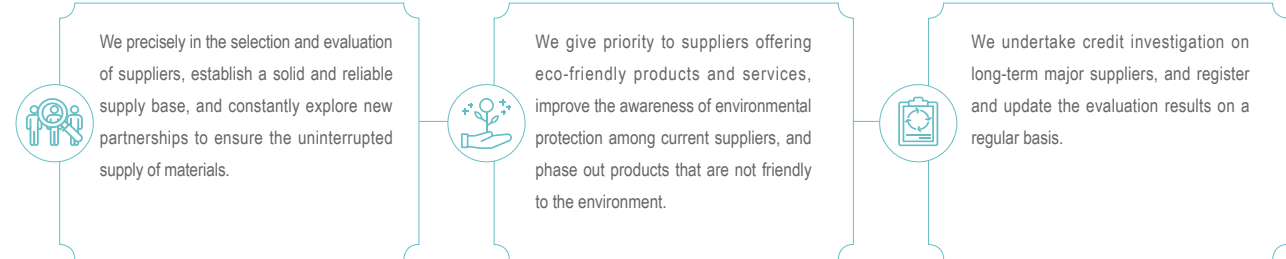 We precisely in the selection and evaluation
of suppliers, establish a solid and reliable
supply base, and constantly explore new
partnerships to ensure the uninterrupted
supply of materials.
We give priority to suppliers offering
eco-friendly products and services,
improve the awareness of environmental
protection among current suppliers, and
phase out products that are not friendly
to the environment.
We undertake credit investigation on
long-term major suppliers, and register
and update the evaluation results on a
regular basis.